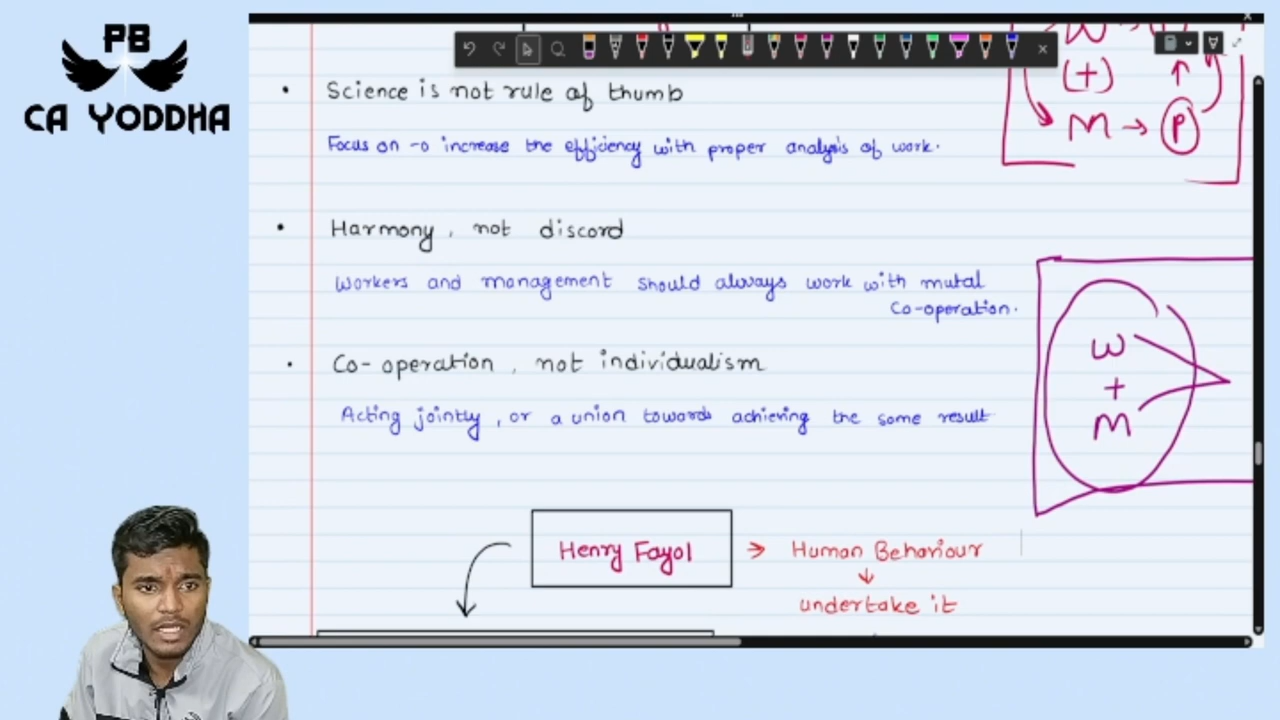 PB
CA YODDHA
(+)
M → P
• Science is not rule of thumb
Focus on → increase the efficiency with proper analysis of work.
• Harmony, not discord
Workers and management should always work with mutal
Co-operation.
• Co-operation, not individualism
Acting jointly, or a union towards achieving the same result
W
+
M
Henry Fayol → Human Behaviour
↓
undertake it